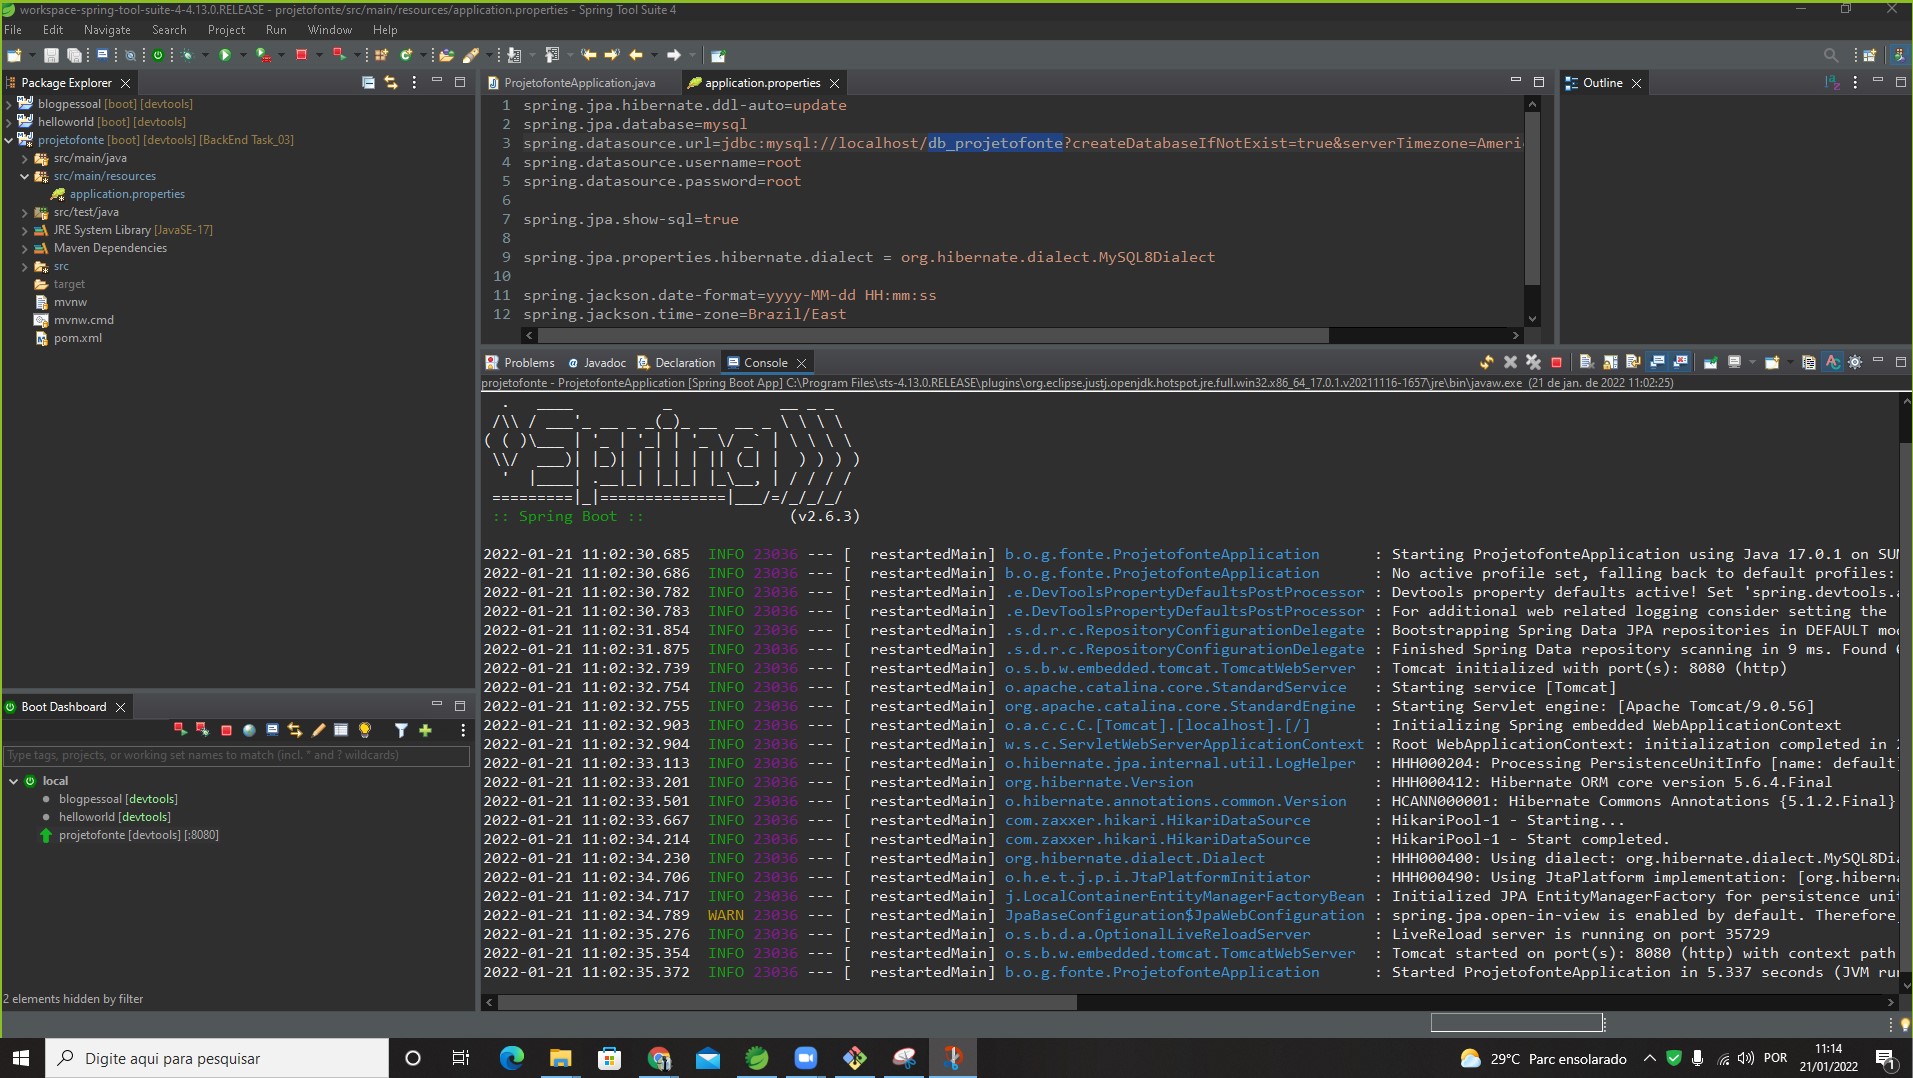 workspace-spring-tool-suite-4-4.13.0.RELEASE - projetofonte/src/main/resources/application.properties - Spring Tool Suite 4
File Edit Navigate Search Project Run Window Help
Package Explorer
blogpessoal [boot] [devtools]
helloworld [boot] [devtools]
projetofonte [boot] [devtools] [BackEnd Task_03]
src/main/java
src/main/resources
application.properties
src/test/java
JRE System Library [JavaSE-17]
Maven Dependencies
src
target
mvnw
mvnw.cmd
pom.xml
ProjetofonteApplication.java application.properties
1 spring.jpa.hibernate.ddl-auto=update
2 spring.jpa.database=mysql
3 spring.datasource.url=jdbc:mysql://localhost/db_projetofonte?createDatabaseIfNotExist=true&serverTimezone=Ameri
4 spring.datasource.username=root
5 spring.datasource.password=root
6
7 spring.jpa.show-sql=true
8
9 spring.jpa.properties.hibernate.dialect = org.hibernate.dialect.MySQL8Dialect
10
11 spring.jackson.date-format=yyyy-MM-dd HH:mm:ss
12 spring.jackson.time-zone=Brazil/East
Outline
Problems Javadoc Declaration Console
projetofonte - ProjetofonteApplication [Spring Boot App] C:\Program Files\sts-4.13.0.RELEASE\plugins\org.eclipse.justj.openjdk.hotspot.jre.full.win32.x86_64_17.0.1.v20211116-1657\jre\bin\javaw.exe (21 de jan. de 2022 11:02:25)
:: Spring Boot :: (v2.6.3)
2022-01-21 11:02:30.685 INFO 23036 --- [ restartedMain] b.o.g.fonte.ProjetofonteApplication : Starting ProjetofonteApplication using Java 17.0.1 on SUN
2022-01-21 11:02:30.686 INFO 23036 --- [ restartedMain] b.o.g.fonte.ProjetofonteApplication : No active profile set, falling back to default profiles:
2022-01-21 11:02:30.782 INFO 23036 --- [ restartedMain] .e.DevToolsPropertyDefaultsPostProcessor : Devtools property defaults active! Set 'spring.devtools.a
2022-01-21 11:02:30.783 INFO 23036 --- [ restartedMain] .e.DevToolsPropertyDefaultsPostProcessor : For additional web related logging consider setting the
2022-01-21 11:02:31.854 INFO 23036 --- [ restartedMain] .s.d.r.c.RepositoryConfigurationDelegate : Bootstrapping Spring Data JPA repositories in DEFAULT mo
2022-01-21 11:02:31.875 INFO 23036 --- [ restartedMain] .s.d.r.c.RepositoryConfigurationDelegate : Finished Spring Data repository scanning in 9 ms. Found 0
2022-01-21 11:02:32.739 INFO 23036 --- [ restartedMain] o.s.b.w.embedded.tomcat.TomcatWebServer : Tomcat initialized with port(s): 8080 (http)
2022-01-21 11:02:32.754 INFO 23036 --- [ restartedMain] o.apache.catalina.core.StandardService : Starting service [Tomcat]
2022-01-21 11:02:32.755 INFO 23036 --- [ restartedMain] org.apache.catalina.core.StandardEngine : Starting Servlet engine: [Apache Tomcat/9.0.56]
2022-01-21 11:02:32.903 INFO 23036 --- [ restartedMain] o.a.c.c.C.[Tomcat].[localhost].[/] : Initializing Spring embedded WebApplicationContext
2022-01-21 11:02:32.904 INFO 23036 --- [ restartedMain] w.s.c.ServletWebServerApplicationContext : Root WebApplicationContext: initialization completed in 2
2022-01-21 11:02:33.113 INFO 23036 --- [ restartedMain] o.hibernate.jpa.internal.util.LogHelper : HHH000204: Processing PersistenceUnitInfo [name: default]
2022-01-21 11:02:33.201 INFO 23036 --- [ restartedMain] org.hibernate.Version : HHH000412: Hibernate ORM core version 5.6.4.Final
2022-01-21 11:02:33.501 INFO 23036 --- [ restartedMain] o.hibernate.annotations.common.Version : HCANN000001: Hibernate Commons Annotations {5.1.2.Final}
2022-01-21 11:02:33.667 INFO 23036 --- [ restartedMain] com.zaxxer.hikari.HikariDataSource : HikariPool-1 - Starting...
2022-01-21 11:02:34.214 INFO 23036 --- [ restartedMain] com.zaxxer.hikari.HikariDataSource : HikariPool-1 - Start completed.
2022-01-21 11:02:34.230 INFO 23036 --- [ restartedMain] org.hibernate.dialect.Dialect : HHH000400: Using dialect: org.hibernate.dialect.MySQL8Dia
2022-01-21 11:02:34.706 INFO 23036 --- [ restartedMain] o.h.e.t.j.p.i.JtaPlatformInitiator : HHH000490: Using JtaPlatform implementation: [org.hibern
2022-01-21 11:02:34.717 INFO 23036 --- [ restartedMain] j.LocalContainerEntityManagerFactoryBean : Initialized JPA EntityManagerFactory for persistence uni
2022-01-21 11:02:34.789 WARN 23036 --- [ restartedMain] JpaBaseConfiguration$JpaWebConfiguration : spring.jpa.open-in-view is enabled by default. Therefore,
2022-01-21 11:02:35.276 INFO 23036 --- [ restartedMain] o.s.b.d.a.OptionalLiveReloadServer : LiveReload server is running on port 35729
2022-01-21 11:02:35.354 INFO 23036 --- [ restartedMain] o.s.b.w.embedded.tomcat.TomcatWebServer : Tomcat started on port(s): 8080 (http) with context path
2022-01-21 11:02:35.372 INFO 23036 --- [ restartedMain] b.o.g.fonte.ProjetofonteApplication : Started ProjetofonteApplication in 5.337 seconds (JVM ru
Boot Dashboard
Type tags, projects, or working set names to match (incl. * and ? wildcards)
local
blogpessoal [devtools]
helloworld [devtools]
projetofonte [devtools] [:8080]
2 elements hidden by filter
Digite aqui para pesquisar
29°C Parc ensolarado
POR
11:14
21/01/2022
1